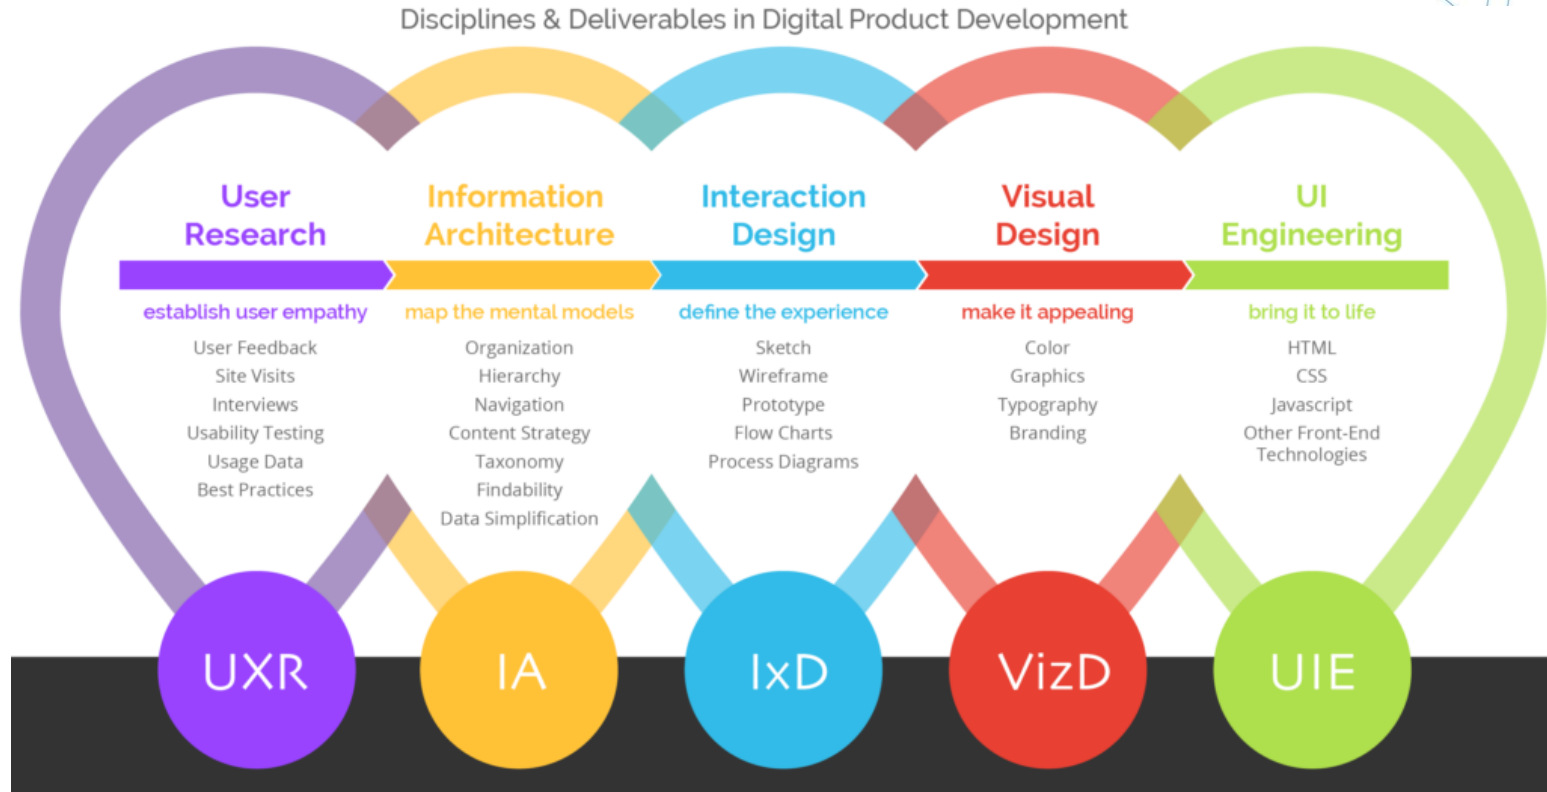 Disciplines & Deliverables in Digital Product Development
User
Research
establish user empathy
User Feedback
Site Visits
Interviews
Usability Testing
Usage Data
Best Practices
UXR
Information
Architecture
map the mental models
Organization
Hierarchy
Navigation
Content Strategy
Taxonomy
Findability
Data Simplification
IA
Interaction
Design
define the experience
Sketch
Wireframe
Prototype
Flow Charts
Process Diagrams
IxD
Visual
Design
make it appealing
Color
Graphics
Typography
Branding
VizD
UI
Engineering
bring it to life
HTML
CSS
Javascript
Other Front-End
Technologies
UIE